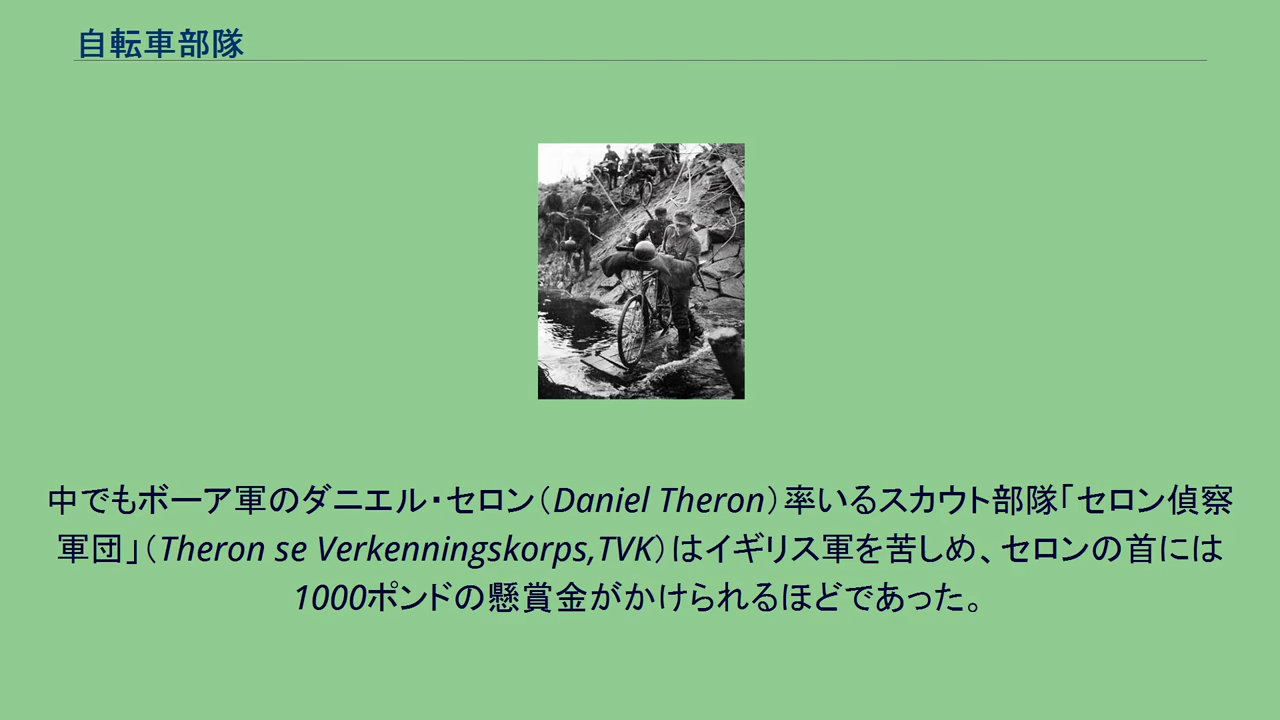 自転車部隊
中でもボーア軍のダニエル・セロン（Daniel Theron）率いるスカウト部隊「セロン偵察
軍団」（Theron se Verkenningskorps,TVK）はイギリス軍を苦しめ、セロンの首には
1000ポンドの懸賞金がかけられるほどであった。